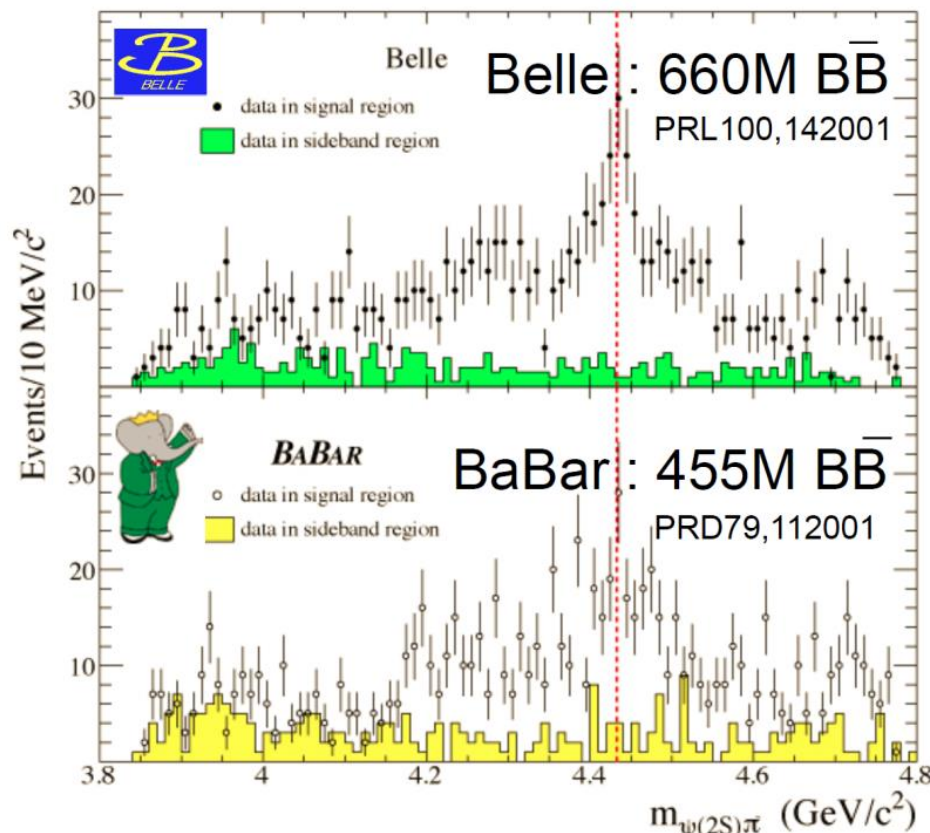 BELLE
Belle
Belle : 660M BB̅
PRL100,142001
data in signal region
data in sideband region
30
20
10
BABAR
BaBar : 455M BB̅
PRD79,112001
data in signal region
data in sideband region
30
20
10
Events/10 MeV/c²
3.8 4 4.2 4.4 4.6 4.8
m_ψ(2S)π (GeV/c²)